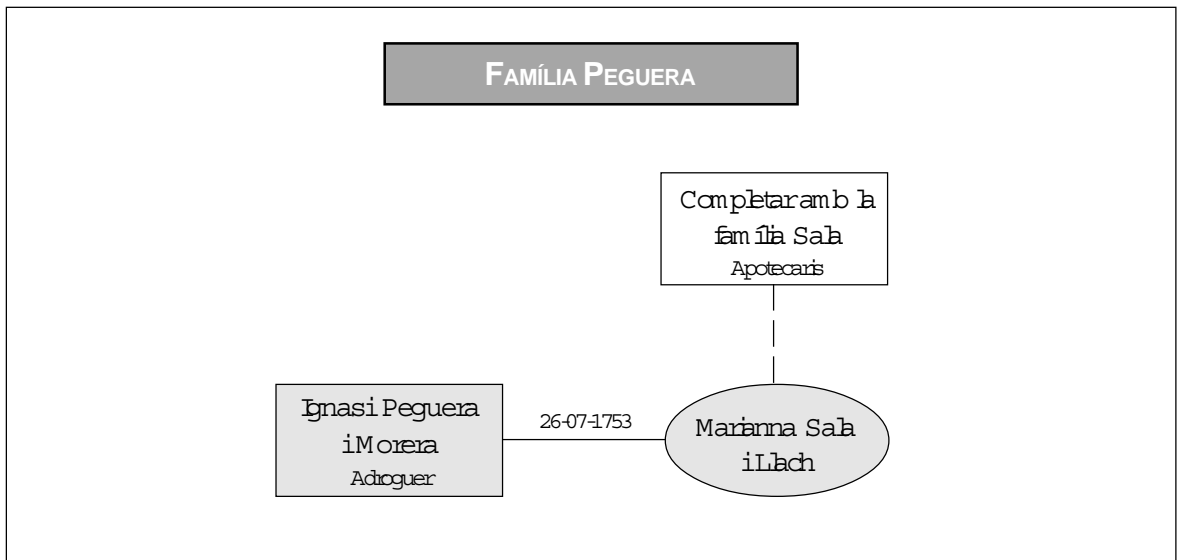 FAMÍLIA PEGUERA
Completar amb la
família Sala
Apotecaris
Ignasi Peguera
i Morera
Adroguer
26-07-1753
Marianna Sala
i Llach